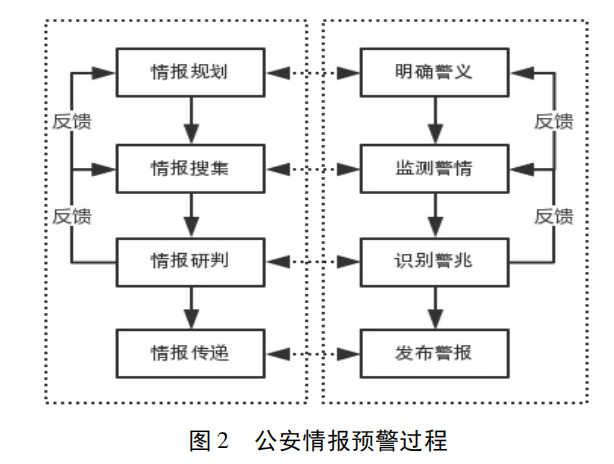 情报规划
明确警义
反馈
反馈
情报搜集
监测警情
反馈
反馈
情报研判
识别警兆
情报传递
发布警报
图2 公安情报预警过程